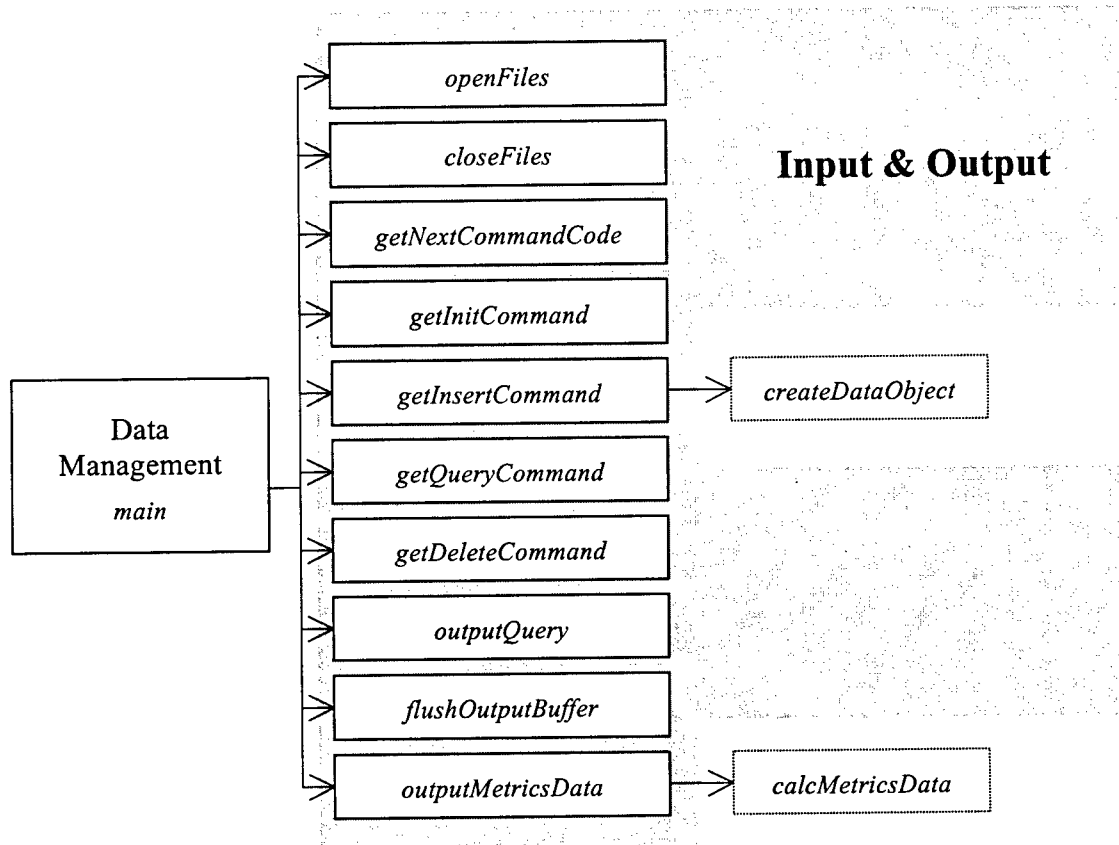 openFiles
closeFiles
Input & Output
getNextCommandCode
getInitCommand
getInsertCommand
createDataObject
Data
Management
main
getQueryCommand
getDeleteCommand
outputQuery
flushOutputBuffer
outputMetricsData
calcMetricsData